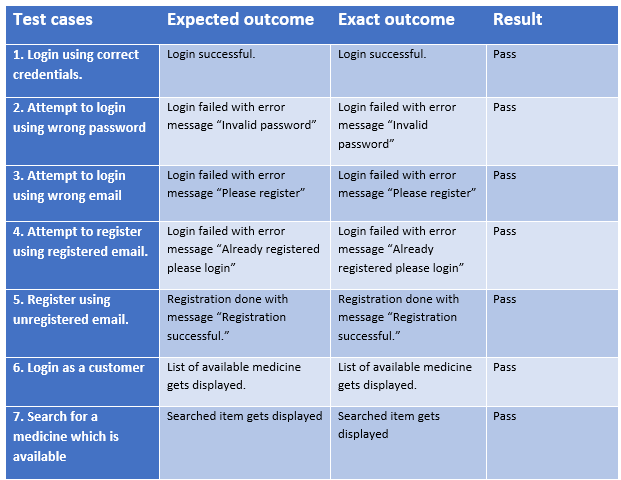 Test cases Expected outcome Exact outcome Result
1. Login using correct credentials. Login successful. Login successful. Pass
2. Attempt to login using wrong password Login failed with error message “Invalid password” Login failed with error message “Invalid password” Pass
3. Attempt to login using wrong email Login failed with error message “Please register” Login failed with error message “Please register” Pass
4. Attempt to register using registered email. Login failed with error message “Already registered please login” Login failed with error message “Already registered please login” Pass
5. Register using unregistered email. Registration done with message “Registration successful.” Registration done with message “Registration successful.” Pass
6. Login as a customer List of available medicine gets displayed. List of available medicine gets displayed. Pass
7. Search for a medicine which is available Searched item gets displayed Searched item gets displayed Pass